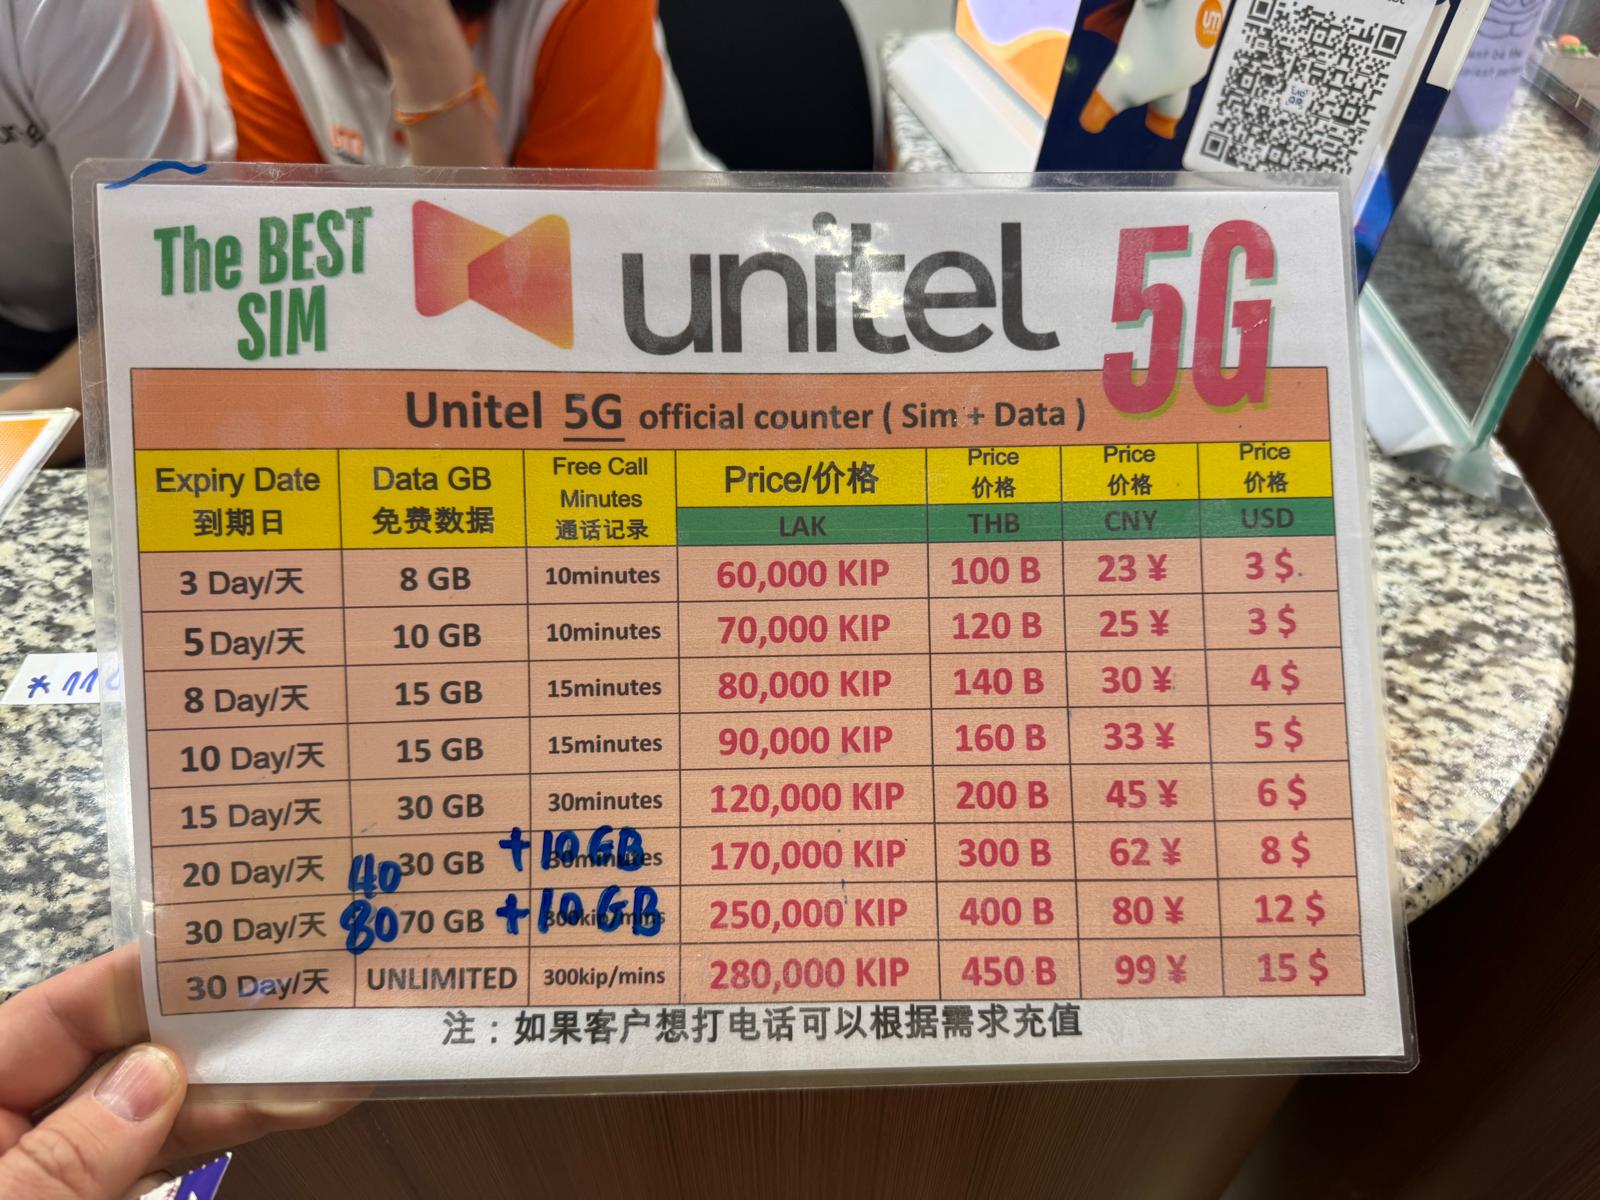 um
The BEST
SIM
unitel
5G
Unitel 5G official counter ( Sim + Data )
Expiry Date 到期日 Data GB 免费数据 Free Call Minutes 通话记录 Price/价格 LAK Price 价格 THB Price 价格 CNY Price 价格 USD
3 Day/天 8 GB 10minutes 60,000 KIP 100 B 23 ¥ 3 $
5 Day/天 10 GB 10minutes 70,000 KIP 120 B 25 ¥ 3 $
8 Day/天 15 GB 15minutes 80,000 KIP 140 B 30 ¥ 4 $
10 Day/天 15 GB 15minutes 90,000 KIP 160 B 33 ¥ 5 $
15 Day/天 30 GB 30minutes 120,000 KIP 200 B 45 ¥ 6 $
20 Day/天 40 30 GB +10GB 30minutes 170,000 KIP 300 B 62 ¥ 8 $
30 Day/天 80 70 GB +10GB 300kip/mins 250,000 KIP 400 B 80 ¥ 12 $
30 Day/天 UNLIMITED 300kip/mins 280,000 KIP 450 B 99 ¥ 15 $
注：如果客户想打电话可以根据需求充值
*118